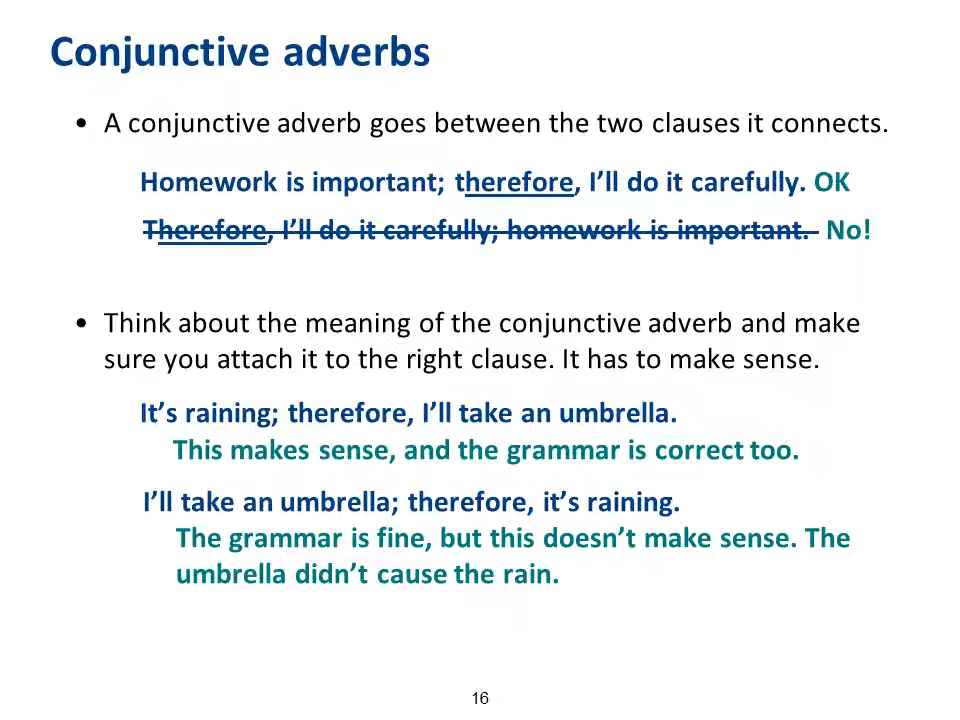 Conjunctive adverbs
• A conjunctive adverb goes between the two clauses it connects.
Homework is important; therefore, I’ll do it carefully. OK
Therefore, I’ll do it carefully; homework is important. No!
• Think about the meaning of the conjunctive adverb and make
sure you attach it to the right clause. It has to make sense.
It’s raining; therefore, I’ll take an umbrella.
This makes sense, and the grammar is correct too.
I’ll take an umbrella; therefore, it’s raining.
The grammar is fine, but this doesn’t make sense. The
umbrella didn’t cause the rain.
16